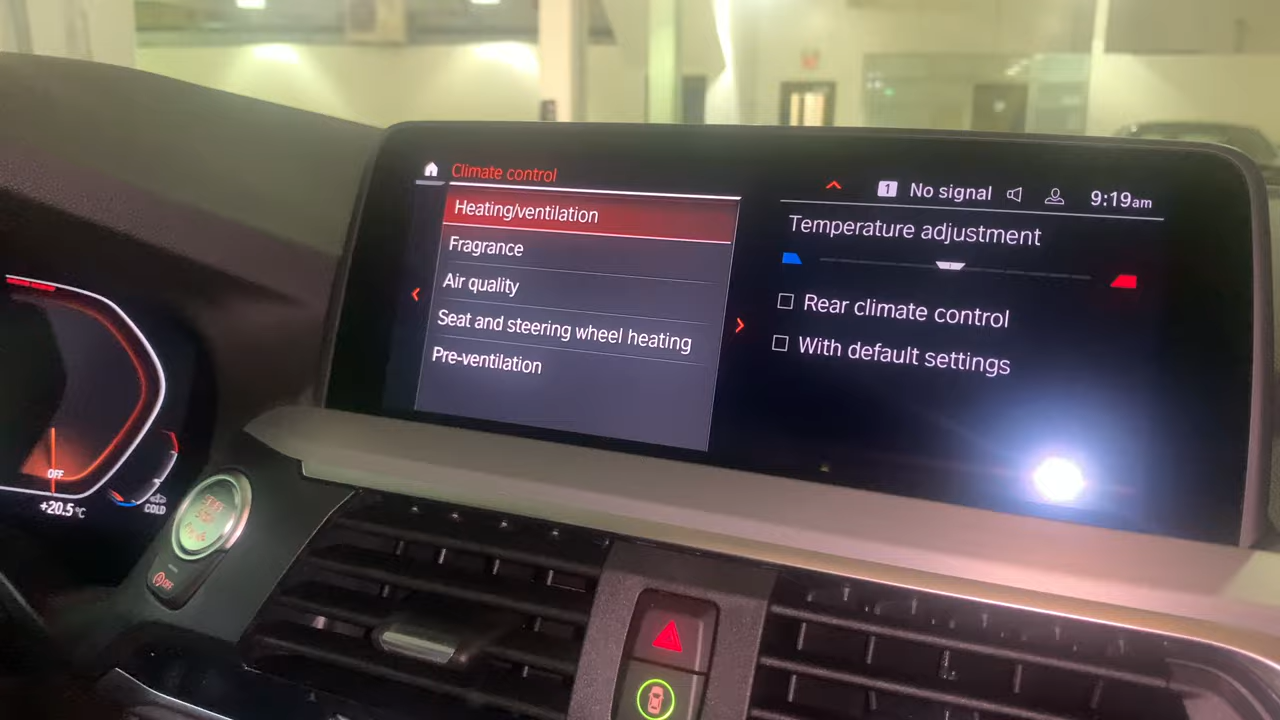 Climate control
1 No signal 9:19am
Heating/ventilation
Fragrance
Air quality
Seat and steering wheel heating
Pre-ventilation
Temperature adjustment
Rear climate control
With default settings
OFF
+20.5°C
COLD
OFF